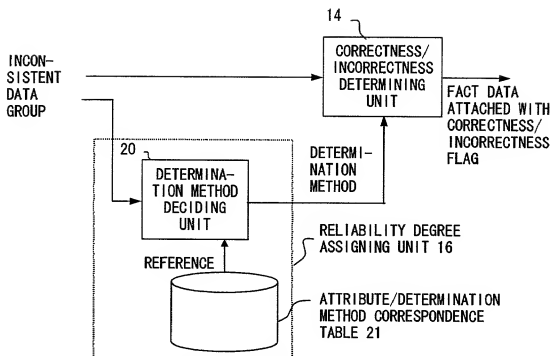 14
INCON-
SISTENT
DATA
GROUP
CORRECTNESS/
INCORRECTNESS
DETERMINING
UNIT
FACT DATA
ATTACHED WITH
CORRECTNESS/
INCORRECTNESS
FLAG
20
DETERMINA-
TION METHOD
DECIDING
UNIT
DETERMI-
NATION
METHOD
REFERENCE
RELIABILITY DEGREE
ASSIGNING UNIT 16
ATTRIBUTE/DETERMINATION
METHOD CORRESPONDENCE
TABLE 21